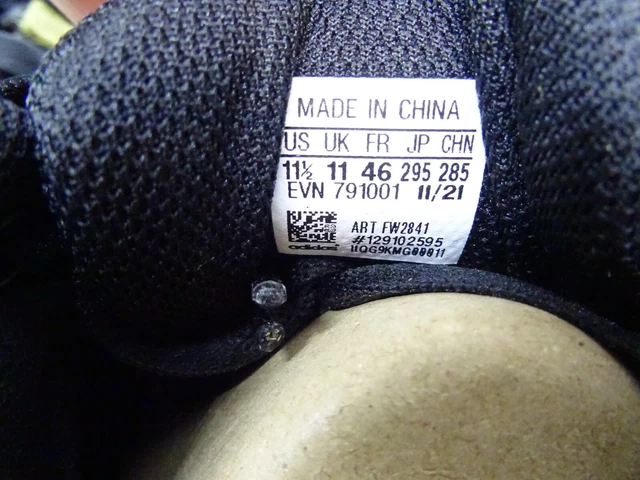 MADE IN CHINA
US UK FR JP CHN
11½ 11 46 295 285
EVN 791001 11/21
ART FW2841
#129102595
adidas